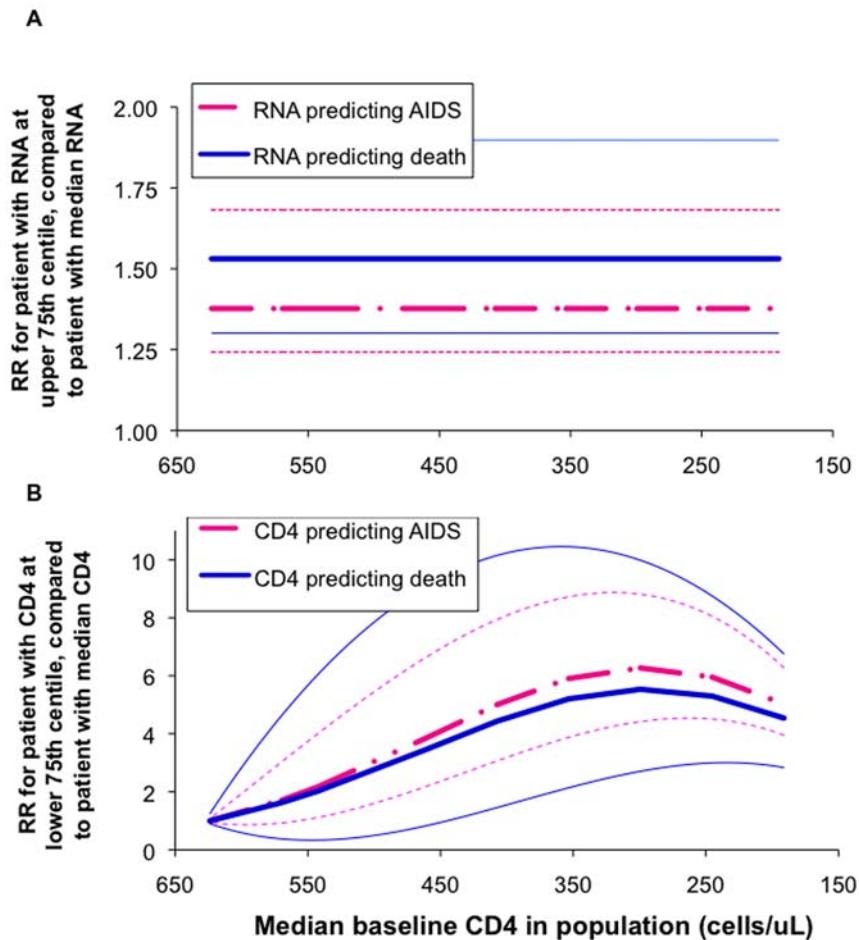 A
RR for patient with RNA at
upper 75th centile, compared
to patient with median RNA
2.00
1.75
1.50
1.25
1.00
RNA predicting AIDS
RNA predicting death
650 550 450 350 250 150
B
RR for patient with CD4 at
lower 75th centile, compared
to patient with median CD4
10
8
6
4
2
0
CD4 predicting AIDS
CD4 predicting death
650 550 450 350 250 150
Median baseline CD4 in population (cells/uL)